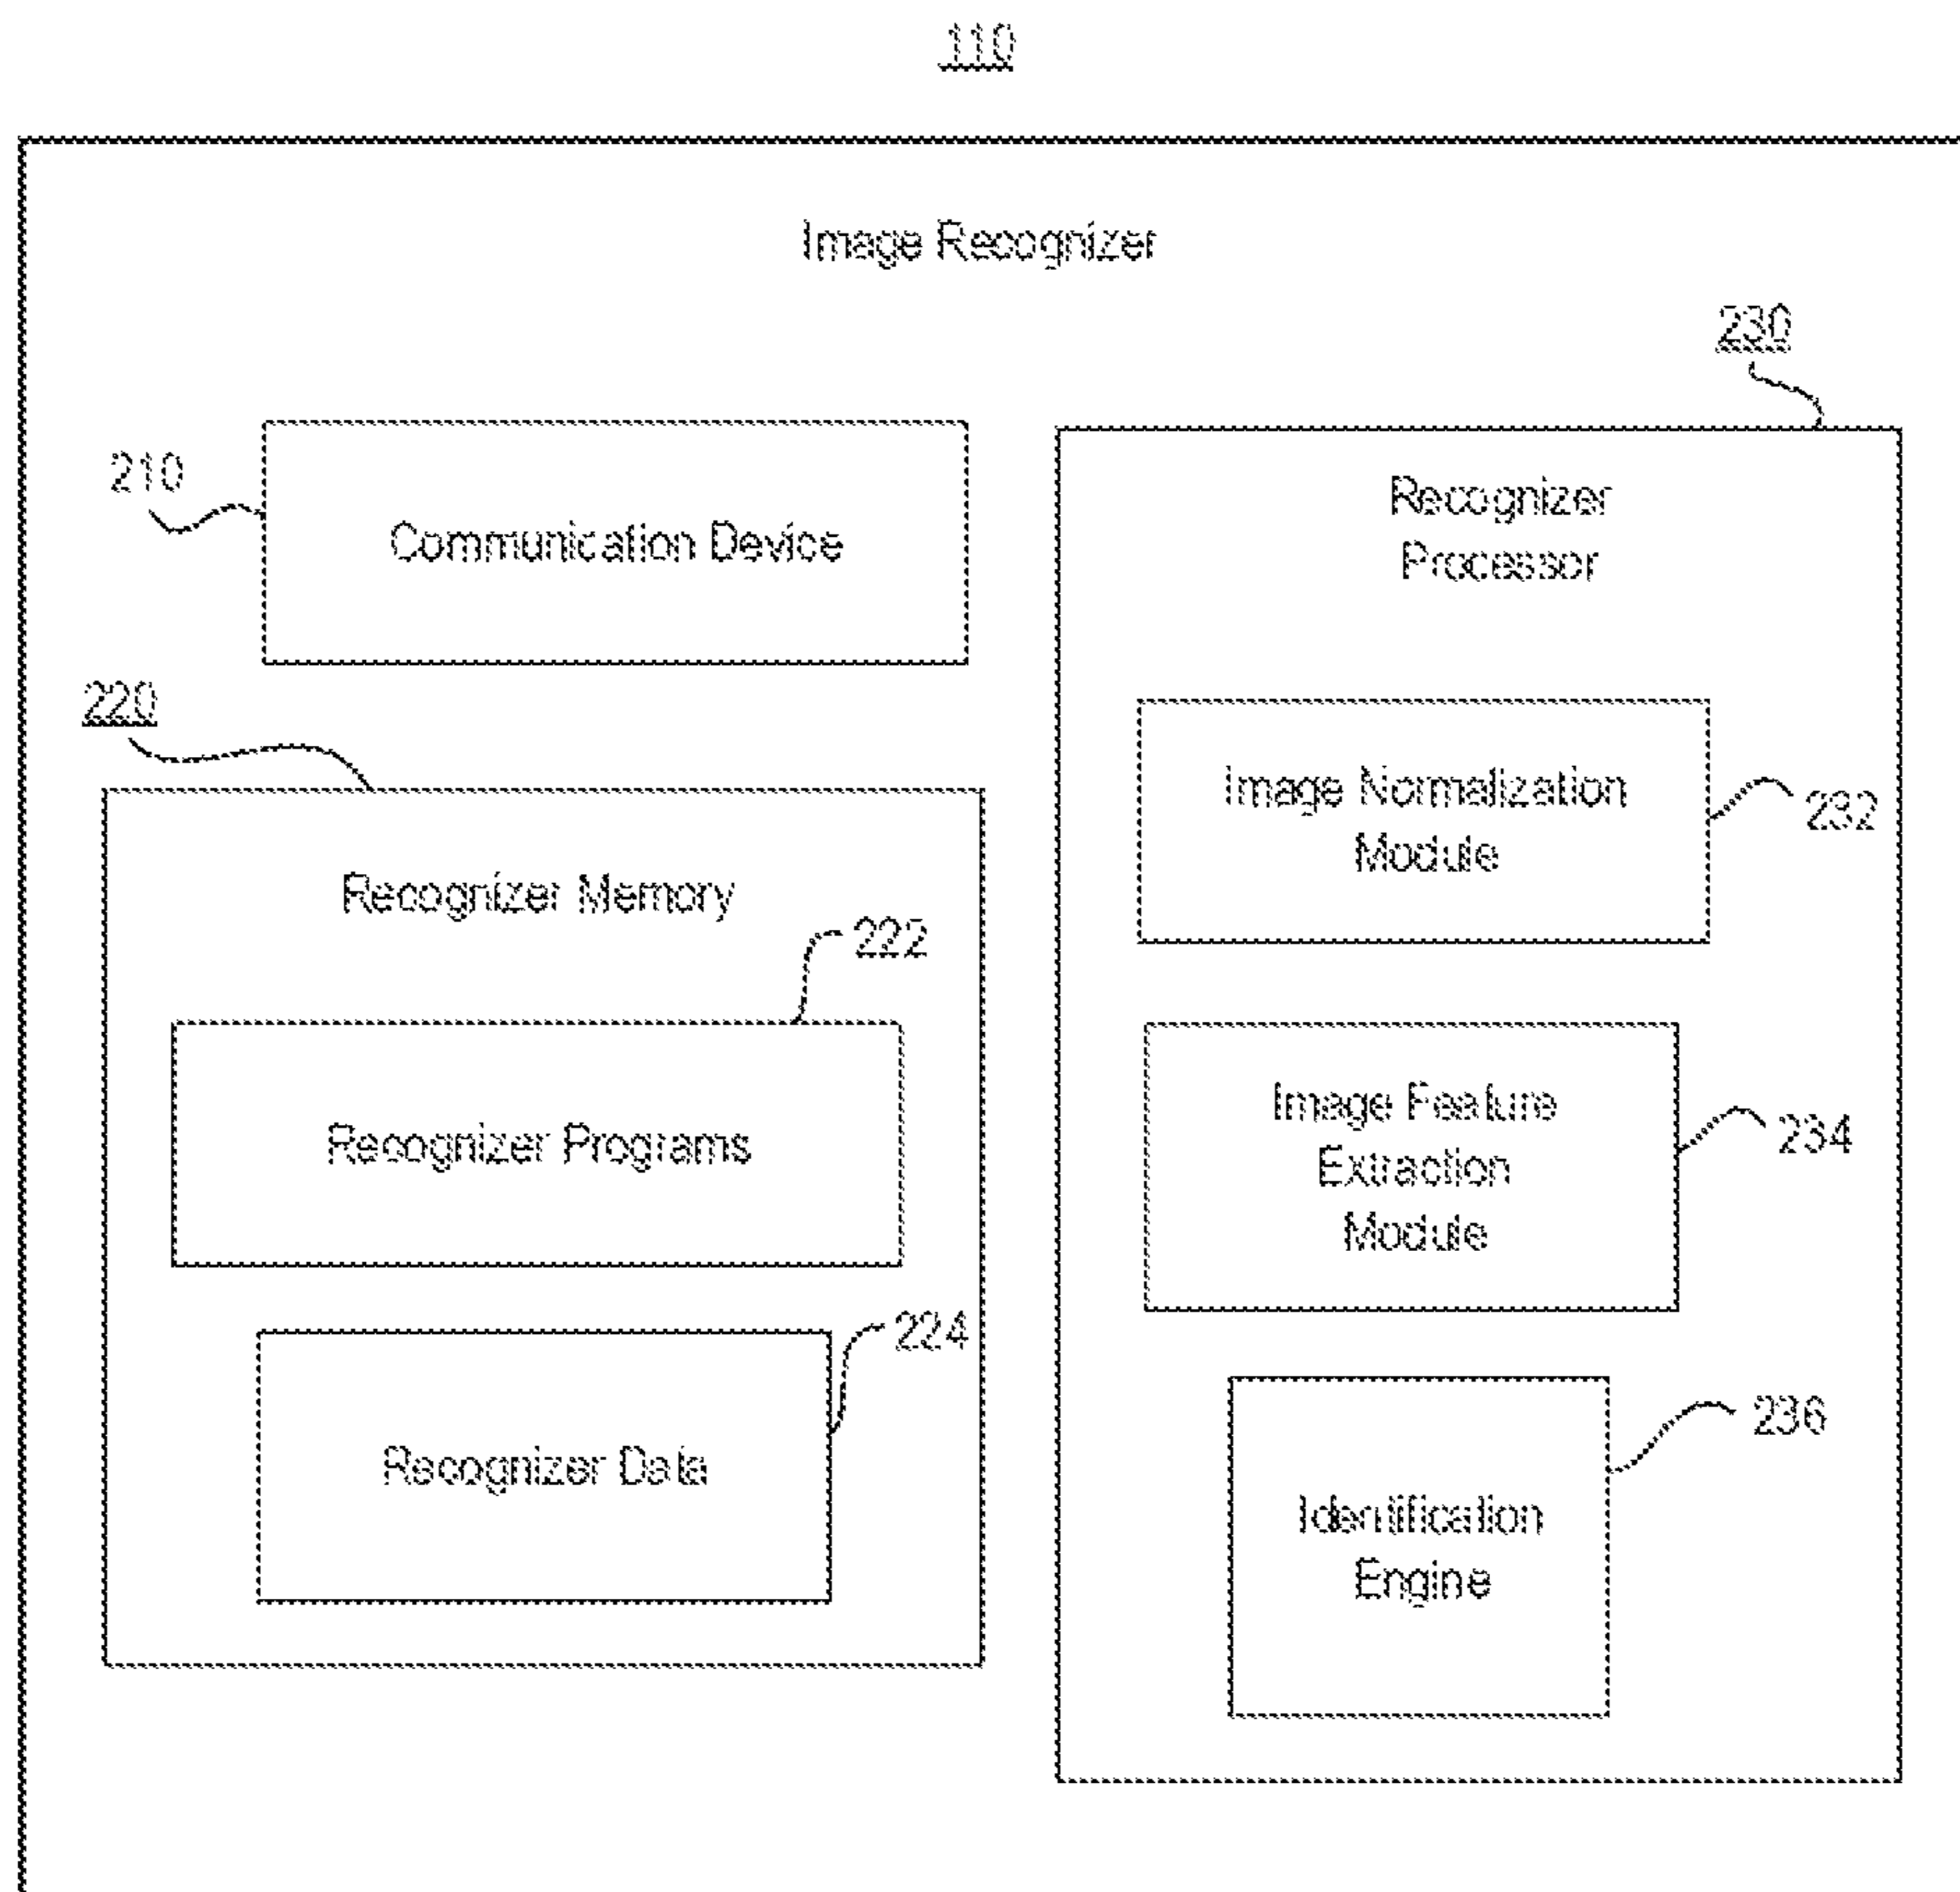 110
Image Recognizer
230
210
Communication Device
Recognizer
Processor
220
Recognizer Memory
222
Recognizer Programs
224
Recognizer Data
Image Normalization
Module
232
Image Feature
Extraction
Module
234
236
Identification
Engine